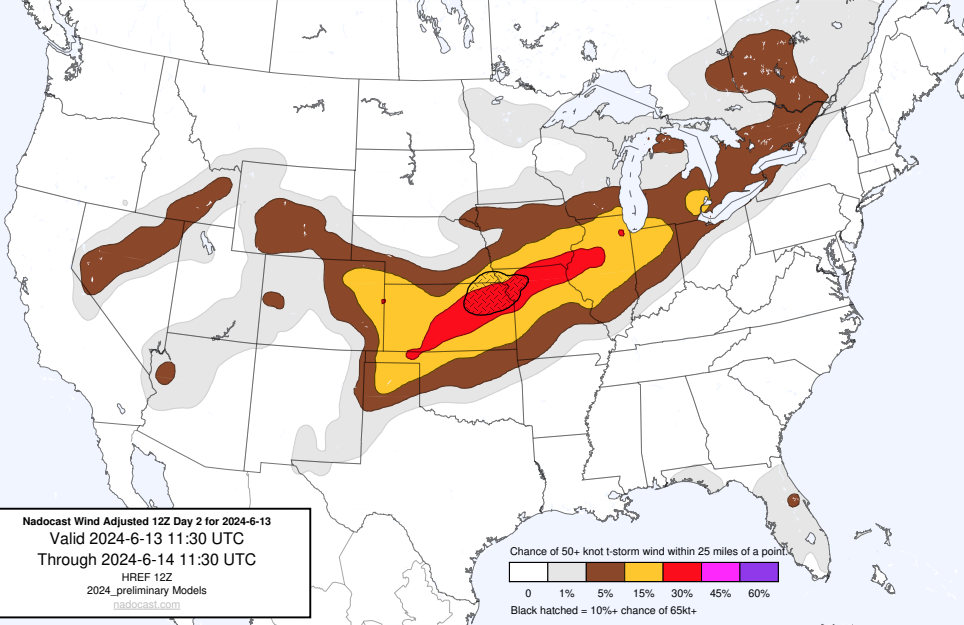 Nadocast Wind Adjusted 12Z Day 2 for 2024-6-13
Valid 2024-6-13 11:30 UTC
Through 2024-6-14 11:30 UTC
HREF 12Z
2024_preliminary Models
nadocast.com
Chance of 50+ knot t-storm wind within 25 miles of a point.
0 1% 5% 15% 30% 45% 60%
Black hatched = 10%+ chance of 65kt+